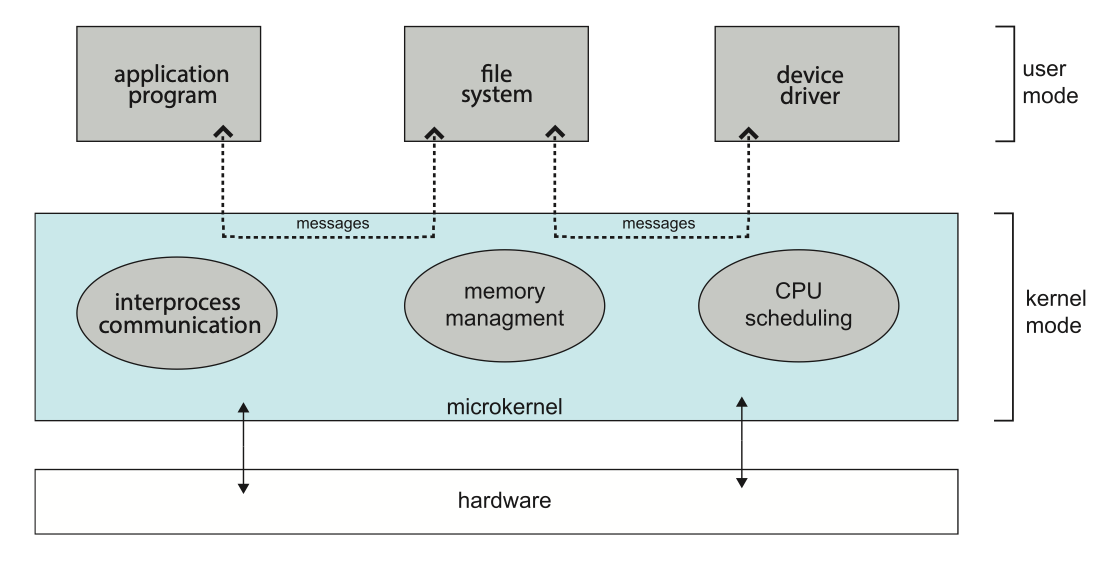 application
program
file
system
device
driver
user
mode
messages
messages
interprocess
communication
memory
managment
CPU
scheduling
kernel
mode
microkernel
hardware